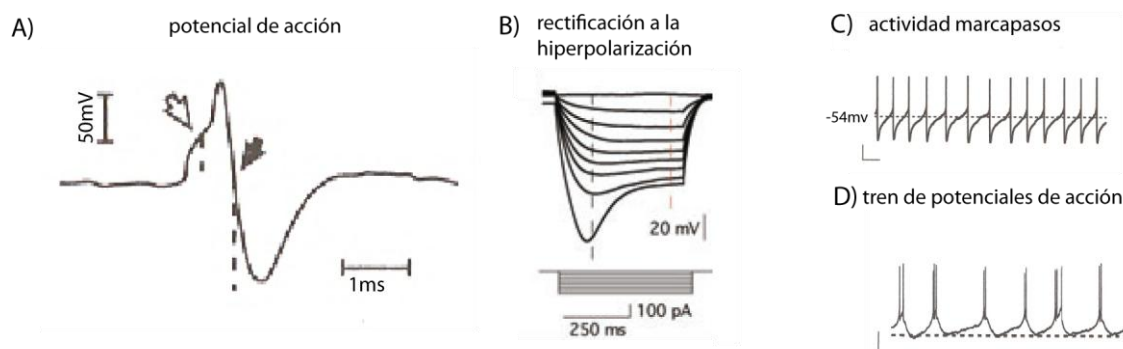 A)
potencial de acción
50mV
1ms
B)
rectificación a la
hiperpolarización
20 mV
100 pA
250 ms
C) actividad marcapasos
-54mv
D) tren de potenciales de acción